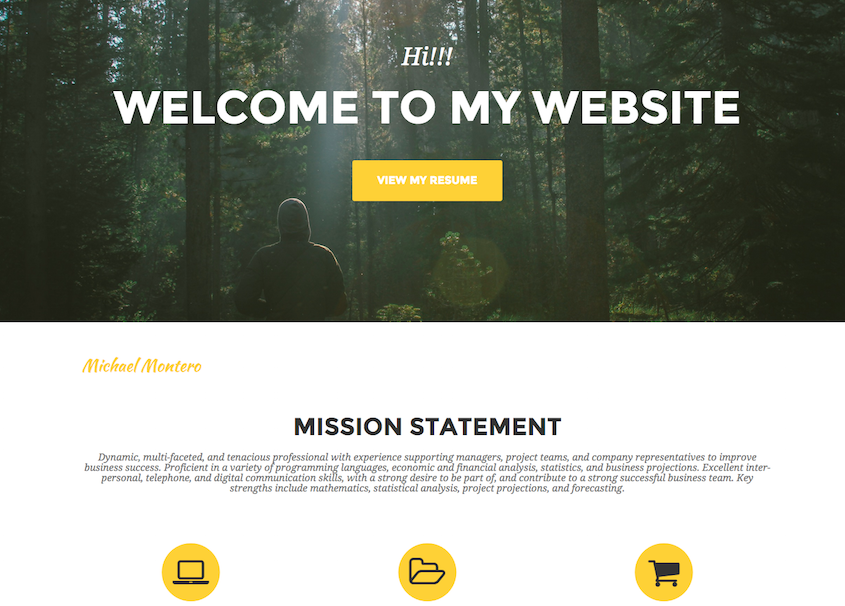 Hi!!!
WELCOME TO MY WEBSITE
VIEW MY RESUME
Michael Montero
MISSION STATEMENT
Dynamic, multi-faceted, and tenacious professional with experience supporting managers, project teams, and company representatives to improve
business success. Proficient in a variety of programming languages, economic and financial analysis, statistics, and business projections. Excellent inter-
personal, telephone, and digital communication skills, with a strong desire to be part of, and contribute to a strong successful business team. Key
strengths include mathematics, statistical analysis, project projections, and forecasting.